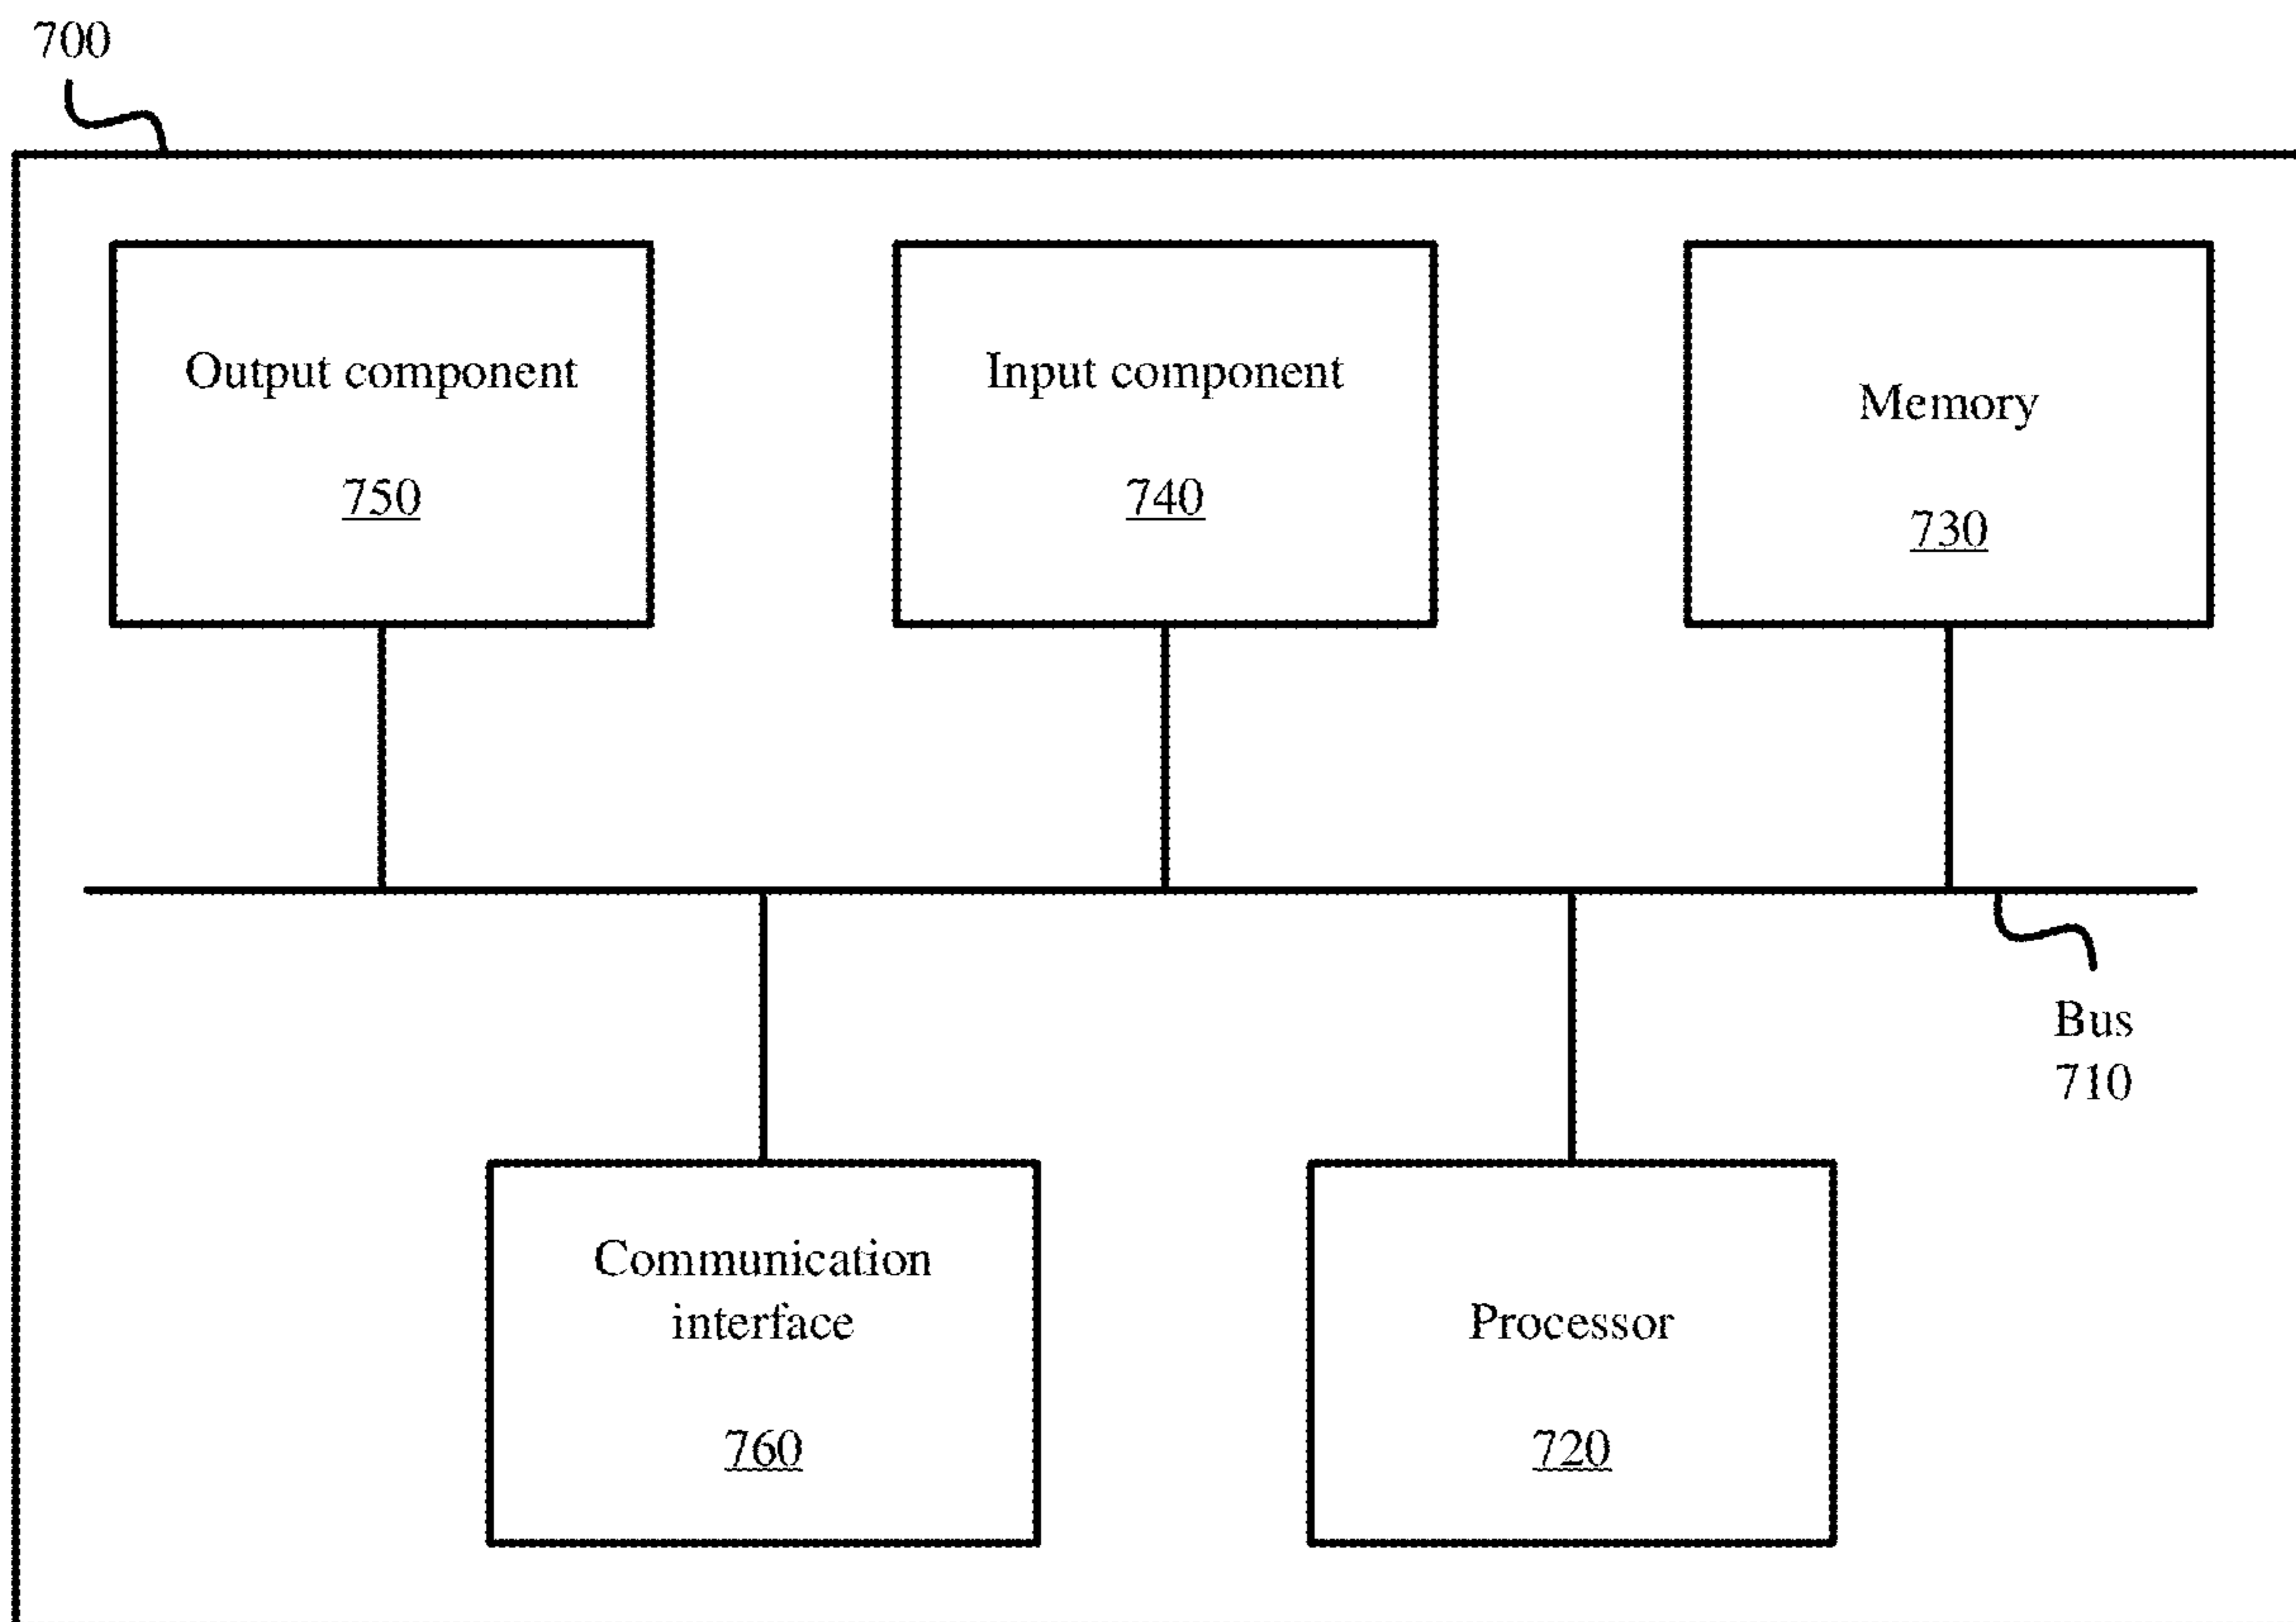 700
Output component
750
Input component
740
Memory
730
Bus
710
Communication
interface
760
Processor
720